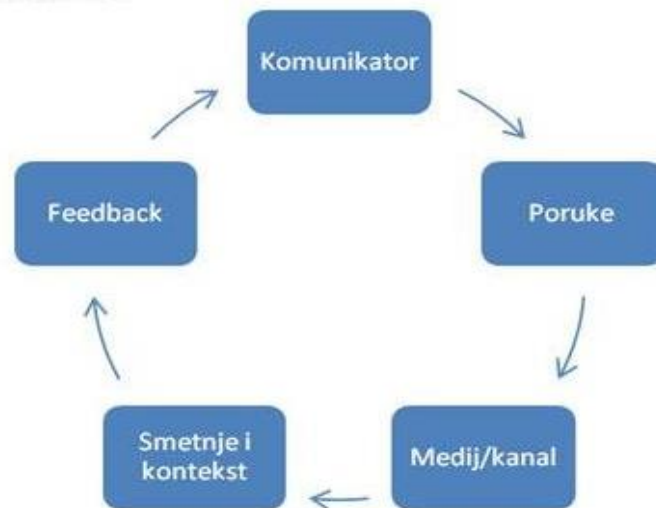 Komunikator
Poruke
Medij/kanal
Smetnje i
kontekst
Feedback